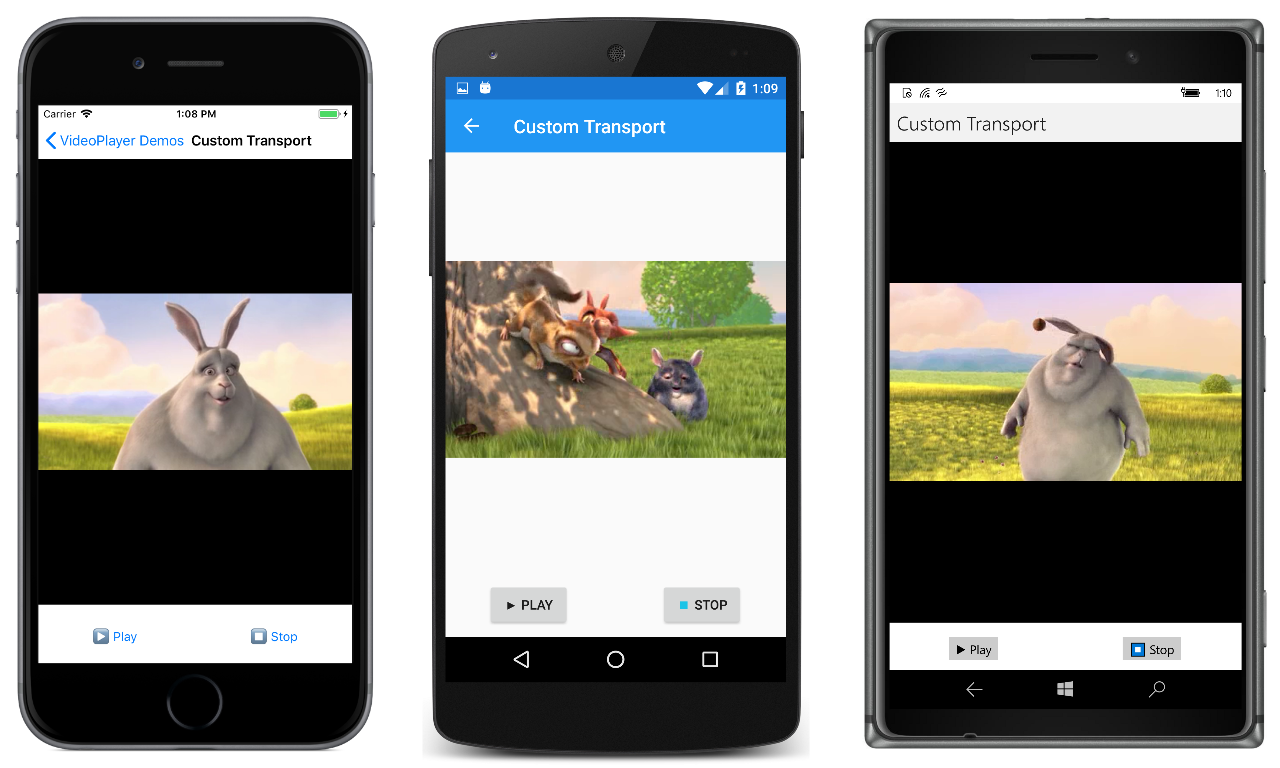 Carrier 1:08 PM
VideoPlayer Demos Custom Transport
Play Stop
1:09
Custom Transport
PLAY STOP
1:10
Custom Transport
Play Stop